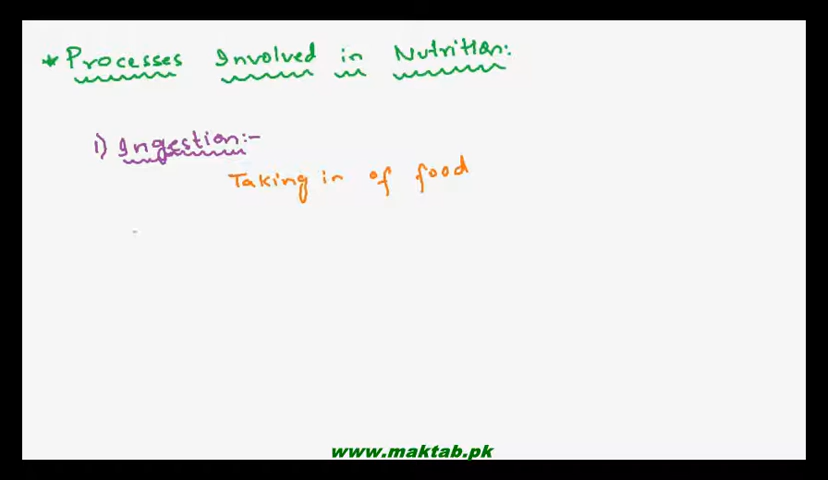 * Processes Involved in Nutrition:
1) Ingestion:-
Taking in of food
www.maktab.pk